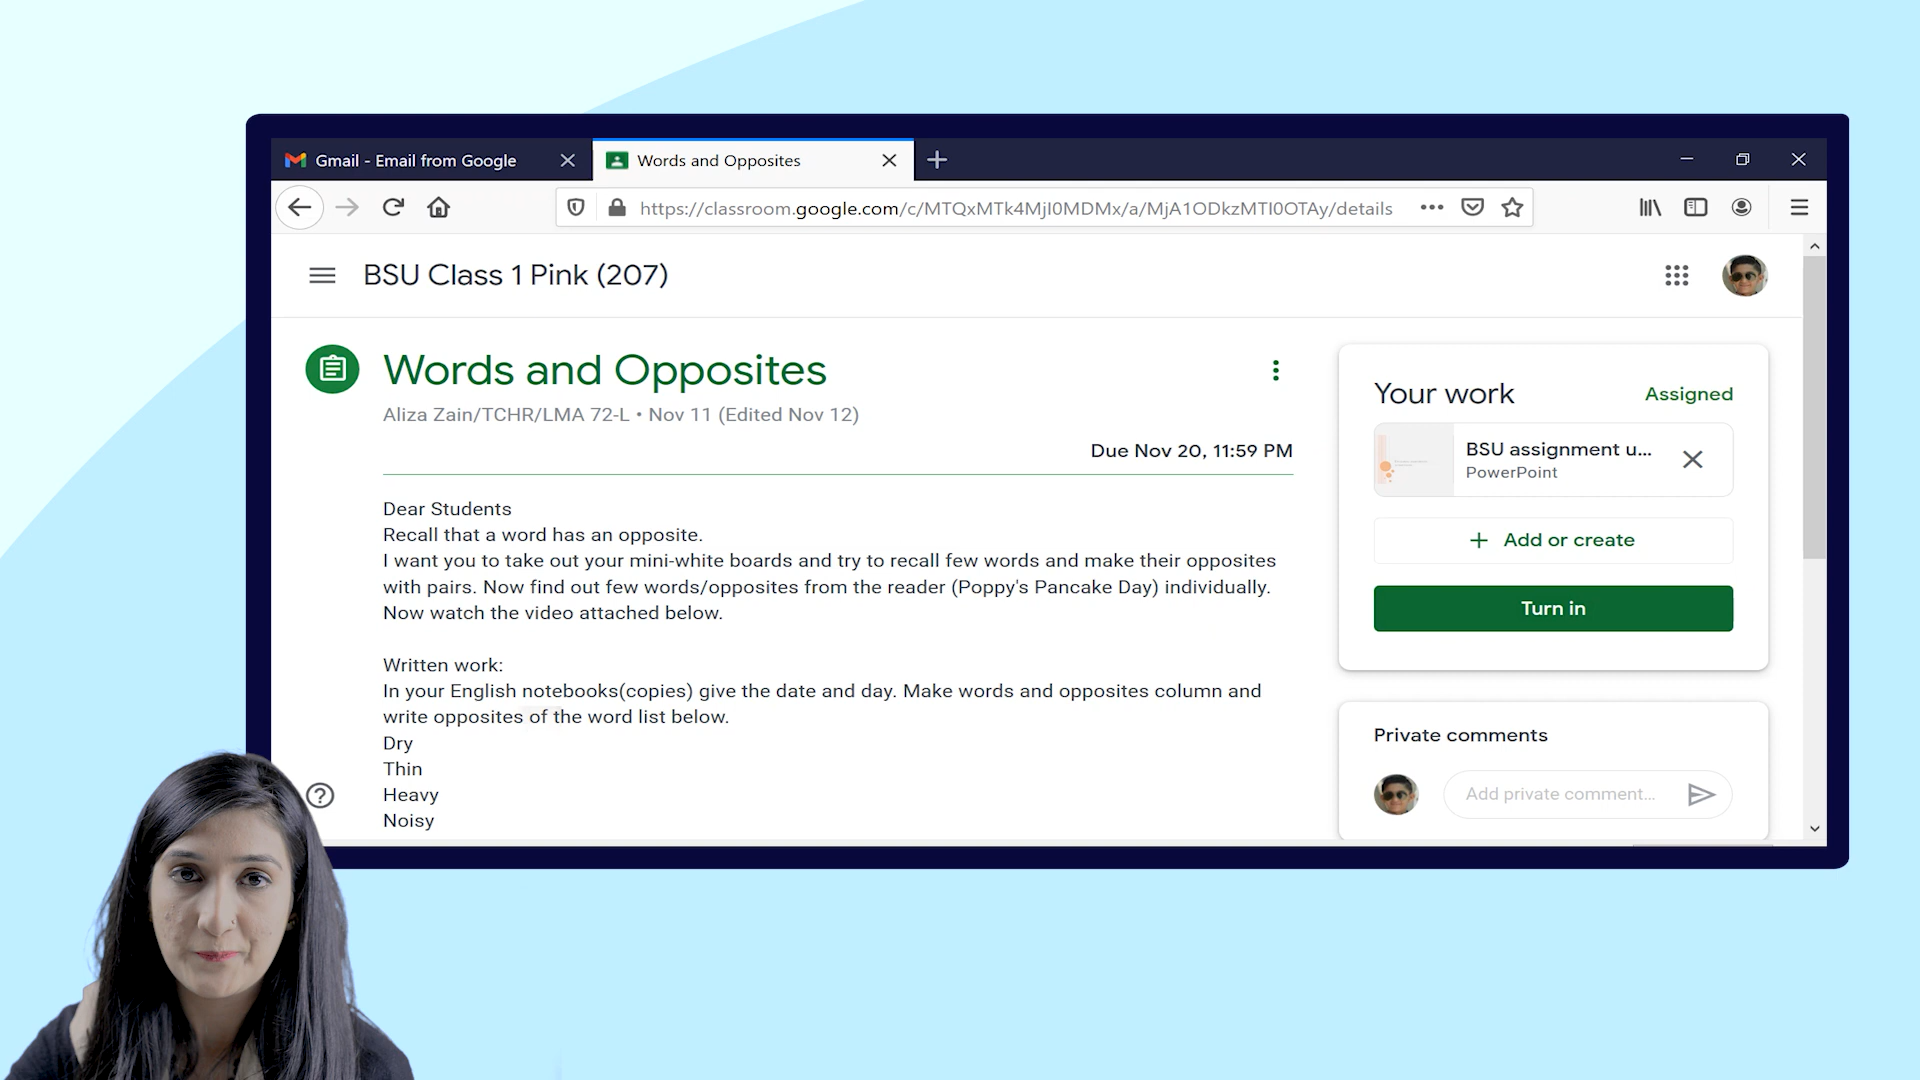 Gmail - Email from Google
Words and Opposites
https://classroom.google.com/c/MTQxMTk4MjI0MDMx/a/MjA1ODkzMTI0OTAy/details
BSU Class 1 Pink (207)
Words and Opposites
Aliza Zain/TCHR/LMA 72-L • Nov 11 (Edited Nov 12)
Due Nov 20, 11:59 PM
Dear Students
Recall that a word has an opposite.
I want you to take out your mini-white boards and try to recall few words and make their opposites
with pairs. Now find out few words/opposites from the reader (Poppy's Pancake Day) individually.
Now watch the video attached below.
Written work:
In your English notebooks(copies) give the date and day. Make words and opposites column and
write opposites of the word list below.
Dry
Thin
Heavy
Noisy
Your work
Assigned
BSU assignment u...
PowerPoint
+ Add or create
Turn in
Private comments
Add private comment...